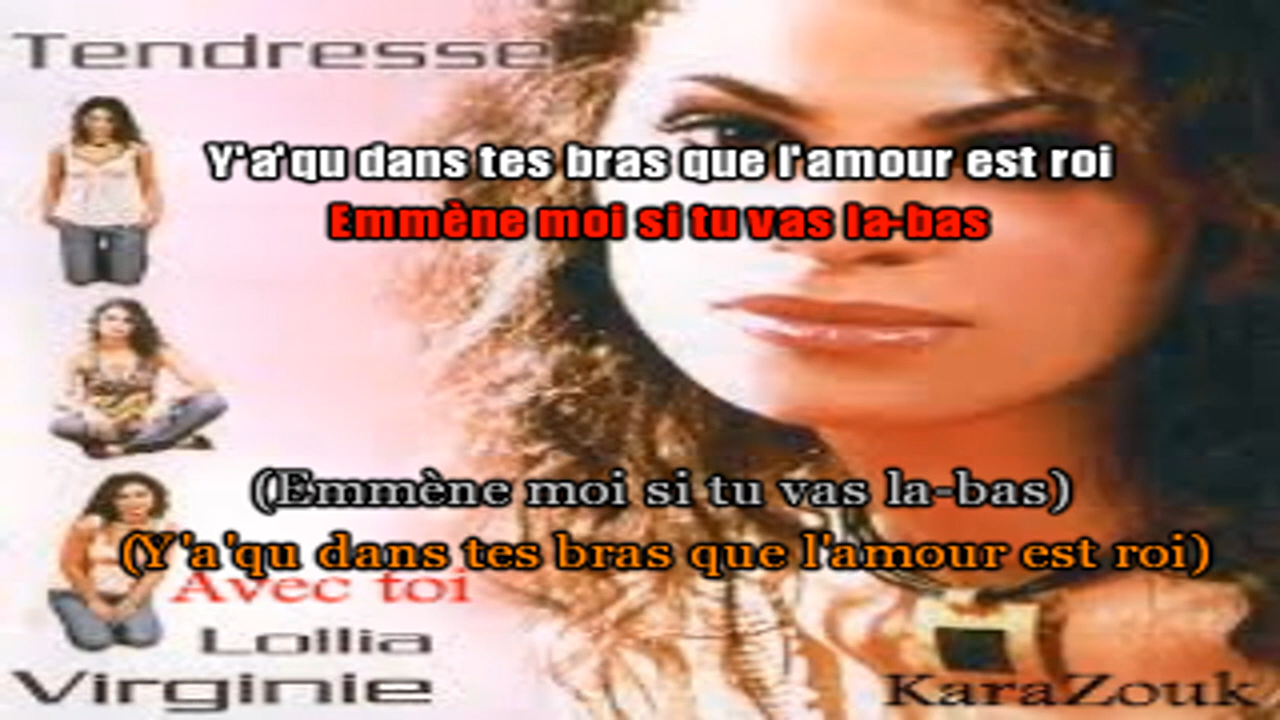 Tendresse
Y'a'qu dans tes bras que l'amour est roi
Emmène moi si tu vas la-bas
(Emmène moi si tu vas la-bas)
(Y'a'qu dans tes bras que l'amour est roi)
Avec toi
Lollia
Virginie
KaraZouk